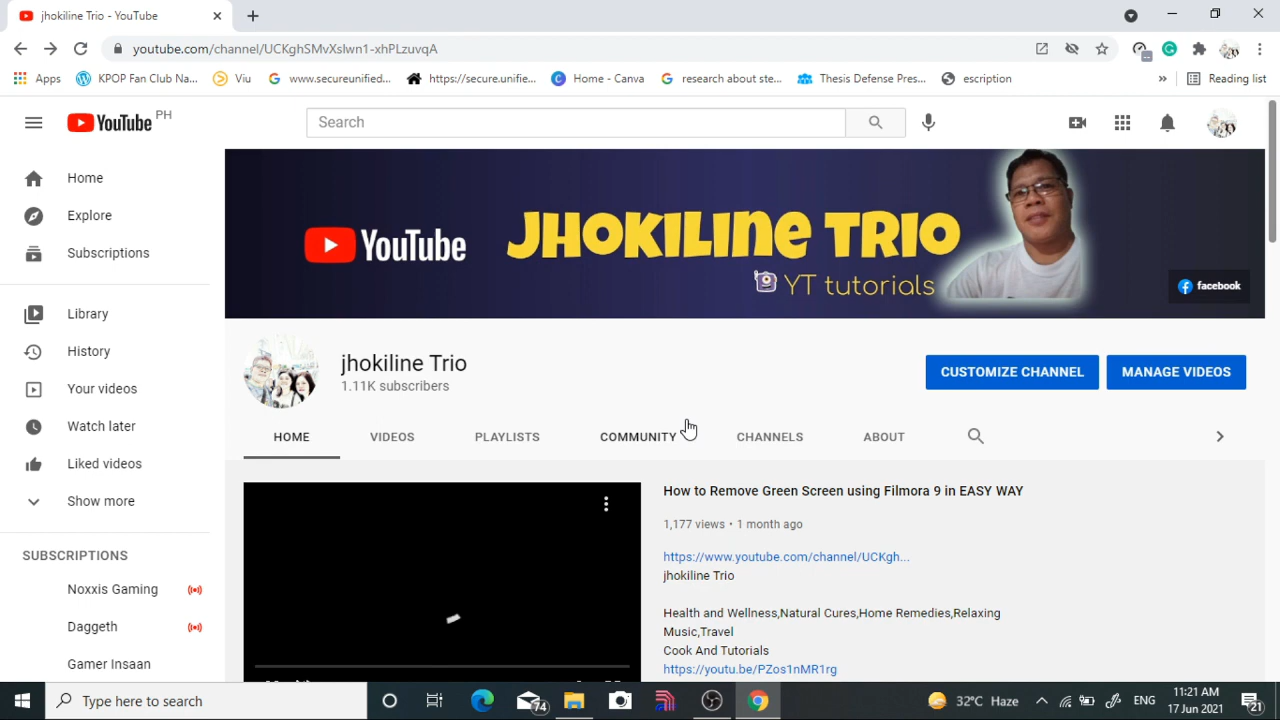 jhokiline Trio - YouTube
youtube.com/channel/UCKghSMvXslwn1-xhPLzuvqA
Apps
KPOP Fan Club Na...
Viu
www.secureunified...
https://secure.unifie...
Home - Canva
research about ste...
Thesis Defense Pres...
escription
»
Reading list
YouTube PH
Search
Home
Explore
Subscriptions
Library
History
Your videos
Watch later
Liked videos
Show more
SUBSCRIPTIONS
Noxxis Gaming
Daggeth
Gamer Insaan
YouTube
JHOKILINE TRIO
YT tutorials
facebook
jhokiline Trio
1.11K subscribers
CUSTOMIZE CHANNEL
MANAGE VIDEOS
HOME
VIDEOS
PLAYLISTS
COMMUNITY
CHANNELS
ABOUT
How to Remove Green Screen using Filmora 9 in EASY WAY
1,177 views • 1 month ago
https://www.youtube.com/channel/UCKgh...
jhokiline Trio
Health and Wellness,Natural Cures,Home Remedies,Relaxing
Music,Travel
Cook And Tutorials
https://youtu.be/PZos1nMR1rg
Type here to search
74
32°C Haze
ENG
11:21 AM
17 Jun 2021
21